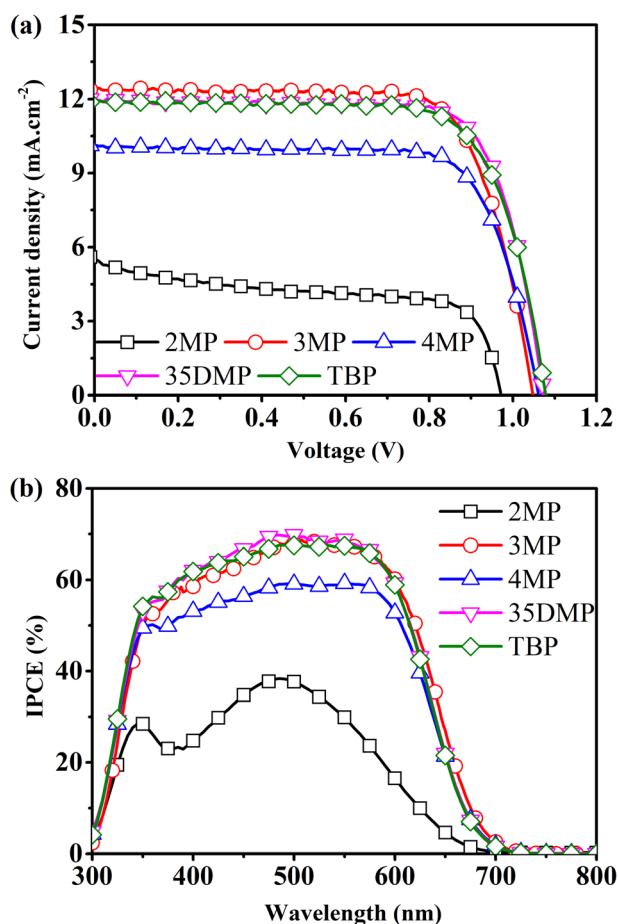 (a)
15
12
9
6
3
0
Current density (mA.cm⁻²)
2MP 3MP 4MP
35DMP TBP
0.0 0.2 0.4 0.6 0.8 1.0 1.2
Voltage (V)
(b)
80
60
40
20
0
IPCE (%)
2MP
3MP
4MP
35DMP
TBP
300 400 500 600 700 800
Wavelength (nm)